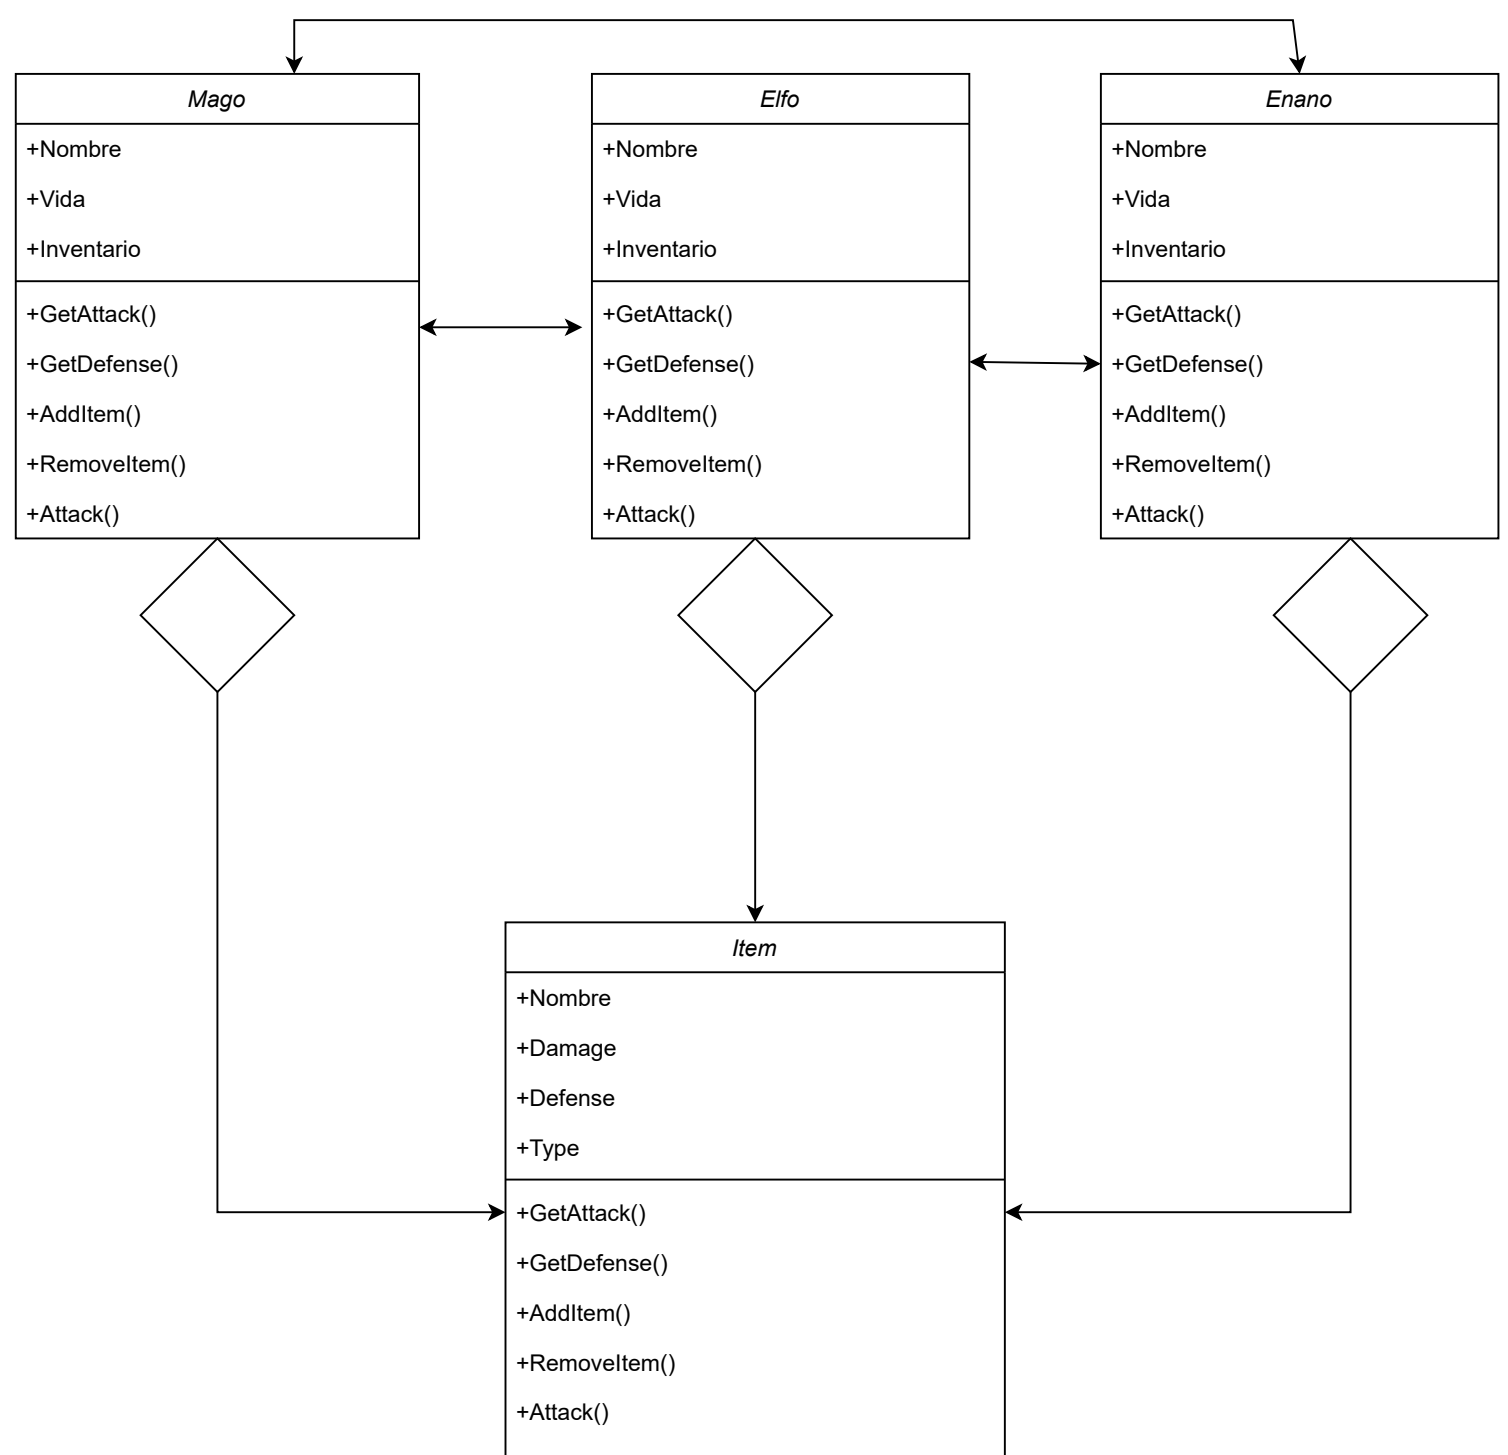 Mago
+Nombre
+Vida
+Inventario
+GetAttack()
+GetDefense()
+AddItem()
+RemoveItem()
+Attack()
Elfo
+Nombre
+Vida
+Inventario
+GetAttack()
+GetDefense()
+AddItem()
+RemoveItem()
+Attack()
Enano
+Nombre
+Vida
+Inventario
+GetAttack()
+GetDefense()
+AddItem()
+RemoveItem()
+Attack()
Item
+Nombre
+Damage
+Defense
+Type
+GetAttack()
+GetDefense()
+AddItem()
+RemoveItem()
+Attack()